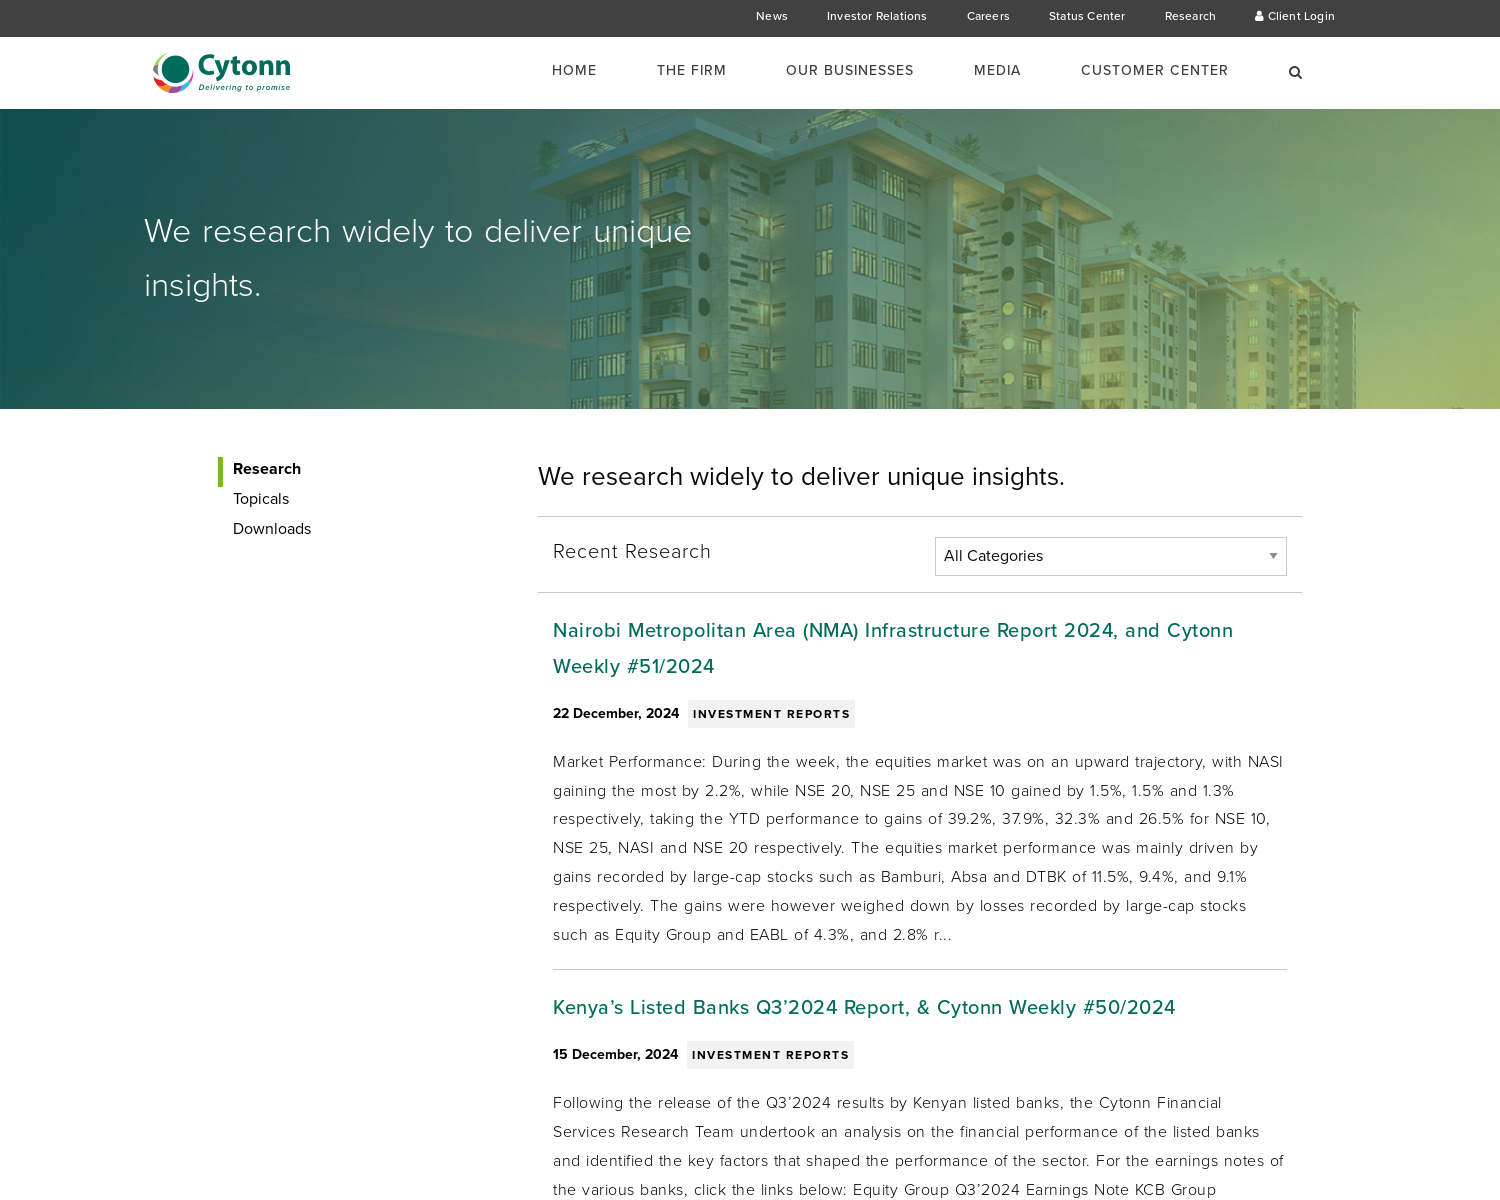 News Investor Relations Careers Status Center Research Client Login
Cytonn
Delivering to promise
HOME THE FIRM OUR BUSINESSES MEDIA CUSTOMER CENTER
We research widely to deliver unique
insights.
Research
Topicals
Downloads
We research widely to deliver unique insights.
Recent Research
All Categories
Nairobi Metropolitan Area (NMA) Infrastructure Report 2024, and Cytonn
Weekly #51/2024
22 December, 2024 INVESTMENT REPORTS
Market Performance: During the week, the equities market was on an upward trajectory, with NASI
gaining the most by 2.2%, while NSE 20, NSE 25 and NSE 10 gained by 1.5%, 1.5% and 1.3%
respectively, taking the YTD performance to gains of 39.2%, 37.9%, 32.3% and 26.5% for NSE 10,
NSE 25, NASI and NSE 20 respectively. The equities market performance was mainly driven by
gains recorded by large-cap stocks such as Bamburi, Absa and DTBK of 11.5%, 9.4%, and 9.1%
respectively. The gains were however weighed down by losses recorded by large-cap stocks
such as Equity Group and EABL of 4.3%, and 2.8% r...
Kenya’s Listed Banks Q3’2024 Report, & Cytonn Weekly #50/2024
15 December, 2024 INVESTMENT REPORTS
Following the release of the Q3’2024 results by Kenyan listed banks, the Cytonn Financial
Services Research Team undertook an analysis on the financial performance of the listed banks
and identified the key factors that shaped the performance of the sector. For the earnings notes of
the various banks, click the links below: Equity Group Q3’2024 Earnings Note KCB Group